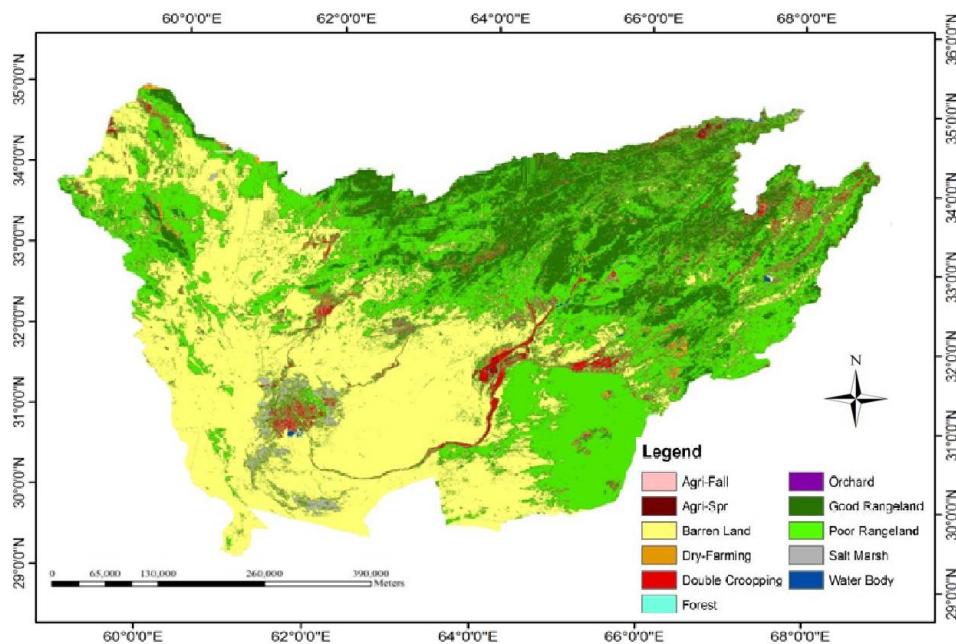 60°0'0"E 62°0'0"E 64°0'0"E 66°0'0"E 68°0'0"E
36°0'0"N
35°0'0"N 35°0'0"N
34°0'0"N 34°0'0"N
33°0'0"N 33°0'0"N
32°0'0"N 32°0'0"N
N
31°0'0"N 31°0'0"N
30°0'0"N 30°0'0"N
29°0'0"N 29°0'0"N
Legend
Agri-Fall
Agri-Spr
Barren Land
Dry-Farming
Double Croopping
Forest
Orchard
Good Rangeland
Poor Rangeland
Salt Marsh
Water Body
0 65,000 130,000 260,000 390,000
Meters
60°0'0"E 62°0'0"E 64°0'0"E 66°0'0"E 68°0'0"E